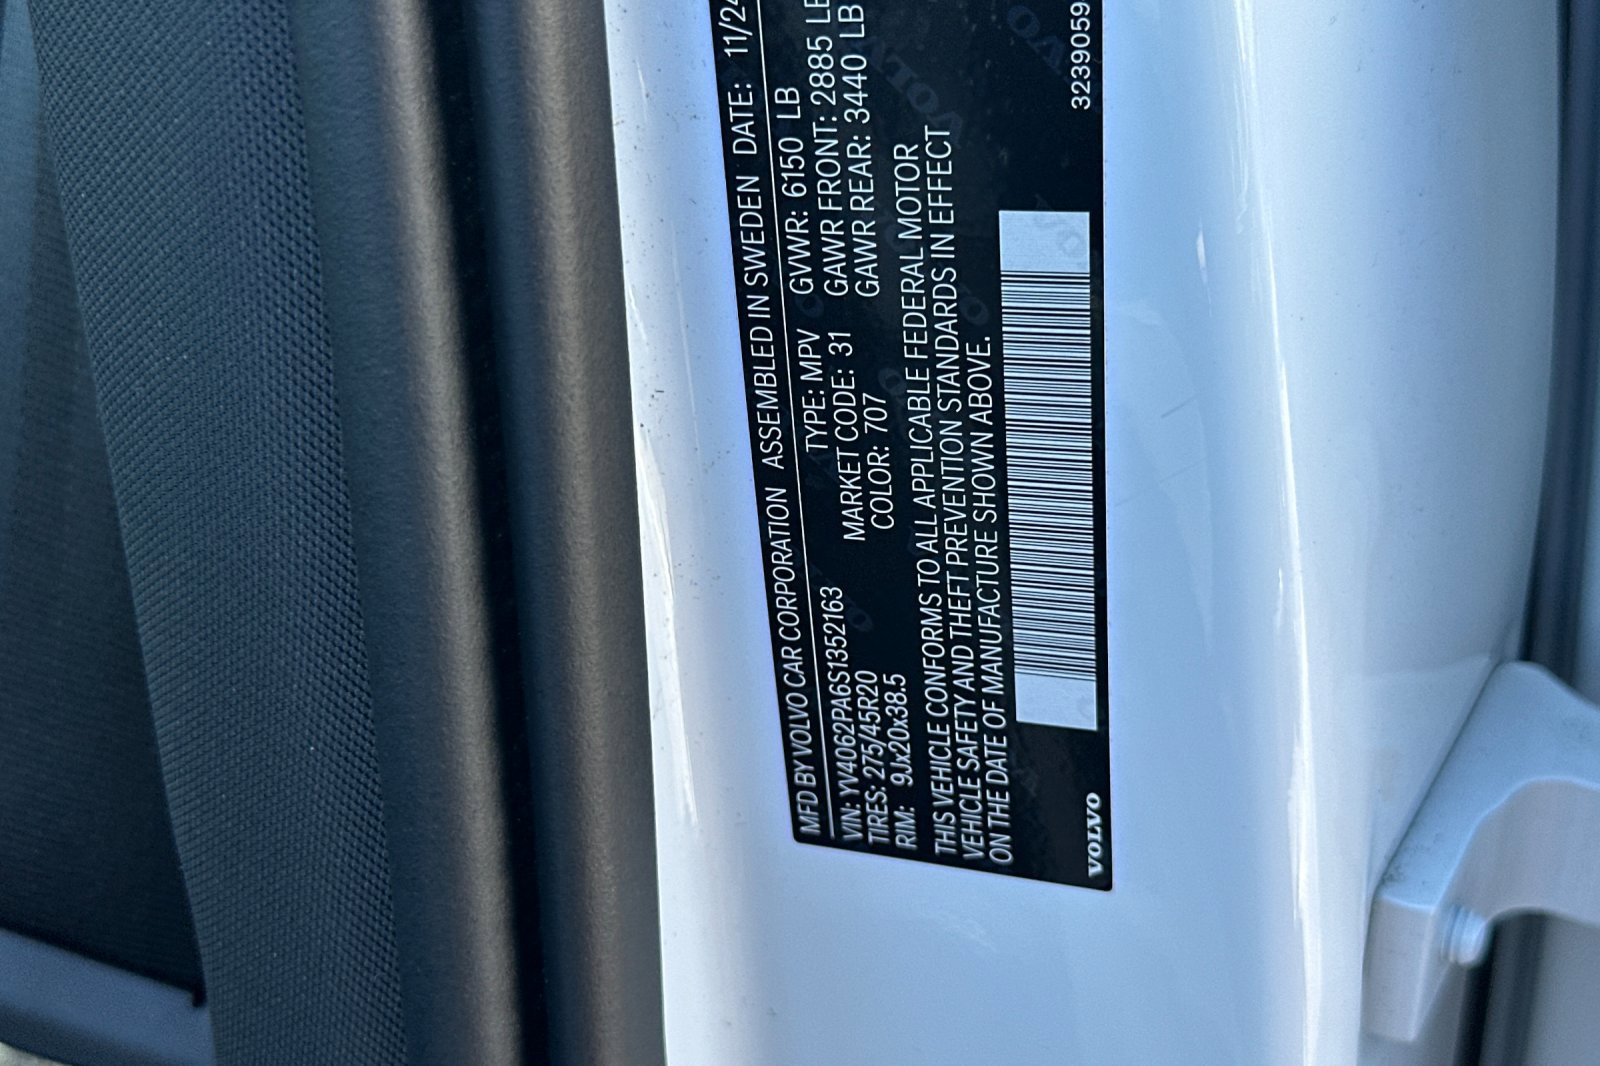 MFD BY VOLVO CAR CORPORATION ASSEMBLED IN SWEDEN DATE: 11/24
VIN: YV4062PA6S1352163 TYPE: MPV GVWR: 6150 LB
TIRES: 275/45R20 MARKET CODE: 31 GAWR FRONT: 2885 LB
RIM: 9Jx20x38.5 COLOR: 707 GAWR REAR: 3440 LB
THIS VEHICLE CONFORMS TO ALL APPLICABLE FEDERAL MOTOR
VEHICLE SAFETY AND THEFT PREVENTION STANDARDS IN EFFECT
ON THE DATE OF MANUFACTURE SHOWN ABOVE.
VOLVO 3239059